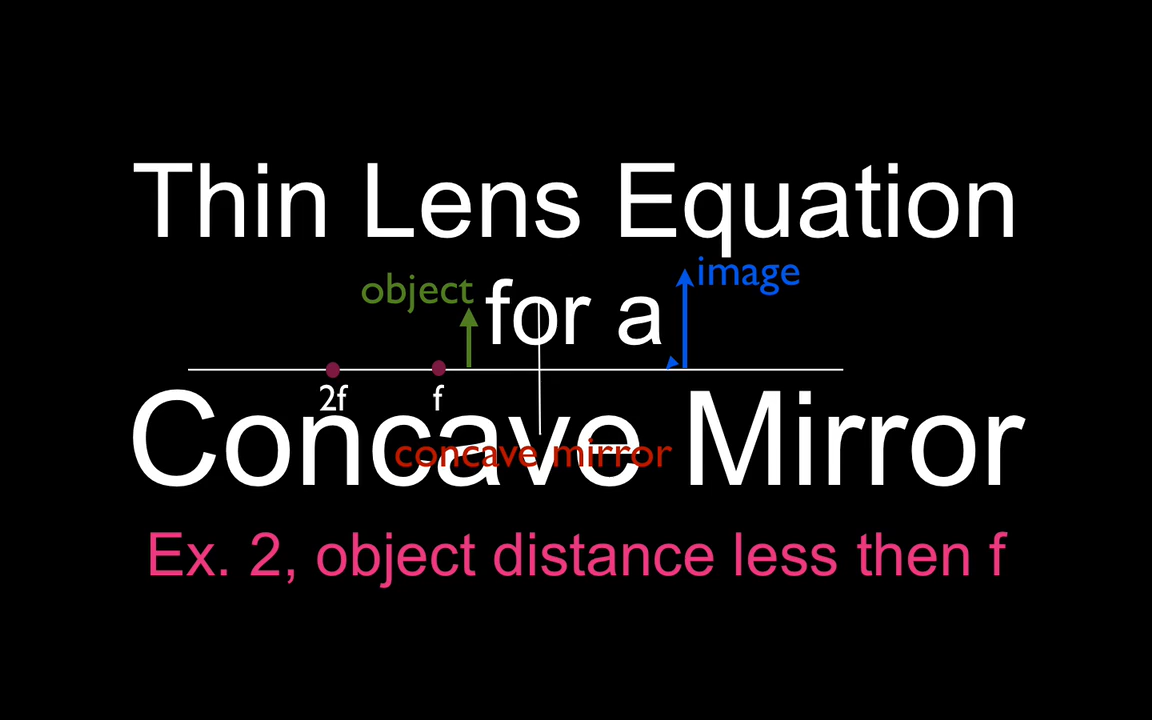 Thin Lens Equation
image
object
for a
2f
f
Concave Mirror
concave mirror
Ex. 2, object distance less then f